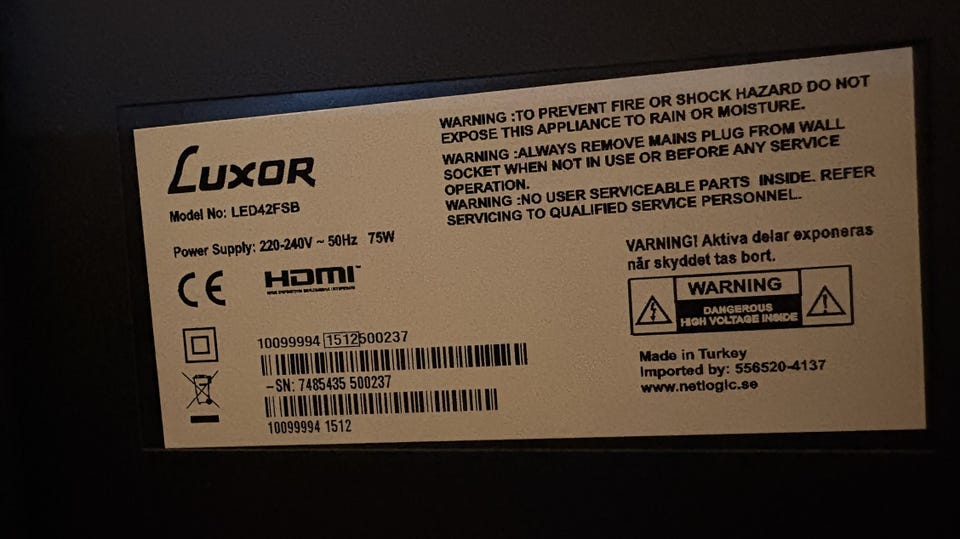 LUXOR
Model No: LED42FSB
Power Supply: 220-240V ~ 50Hz 75W
CE
HDMI
10099994 1512500237
-SN: 7485435 500237
10099994 1512
WARNING :TO PREVENT FIRE OR SHOCK HAZARD DO NOT
EXPOSE THIS APPLIANCE TO RAIN OR MOISTURE.
WARNING :ALWAYS REMOVE MAINS PLUG FROM WALL
SOCKET WHEN NOT IN USE OR BEFORE ANY SERVICE
OPERATION.
WARNING :NO USER SERVICEABLE PARTS INSIDE. REFER
SERVICING TO QUALIFIED SERVICE PERSONNEL.
VARNING! Aktiva delar exponeras
når skyddet tas bort.
WARNING
DANGEROUS
HIGH VOLTAGE INSIDE
Made in Turkey
Imported by: 556520-4137
www.netlogic.se